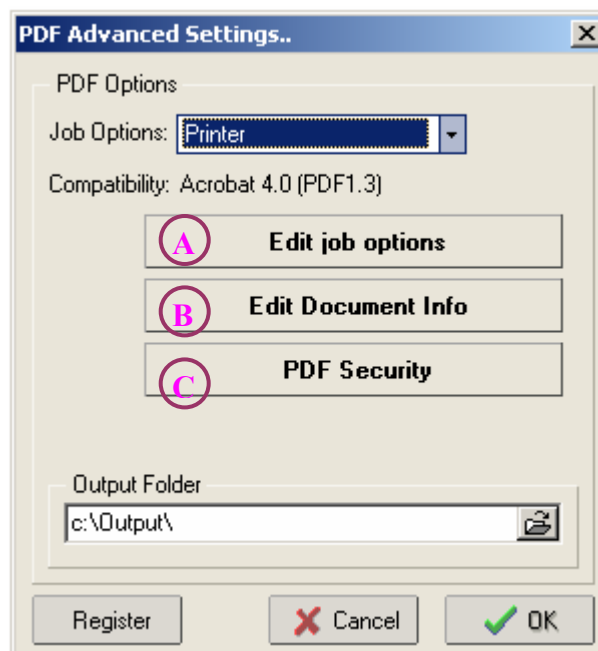 PDF Advanced Settings..
PDF Options
Job Options: Printer
Compatibility: Acrobat 4.0 (PDF1.3)
A Edit job options
B Edit Document Info
C PDF Security
Output Folder
c:\Output\
Register Cancel OK